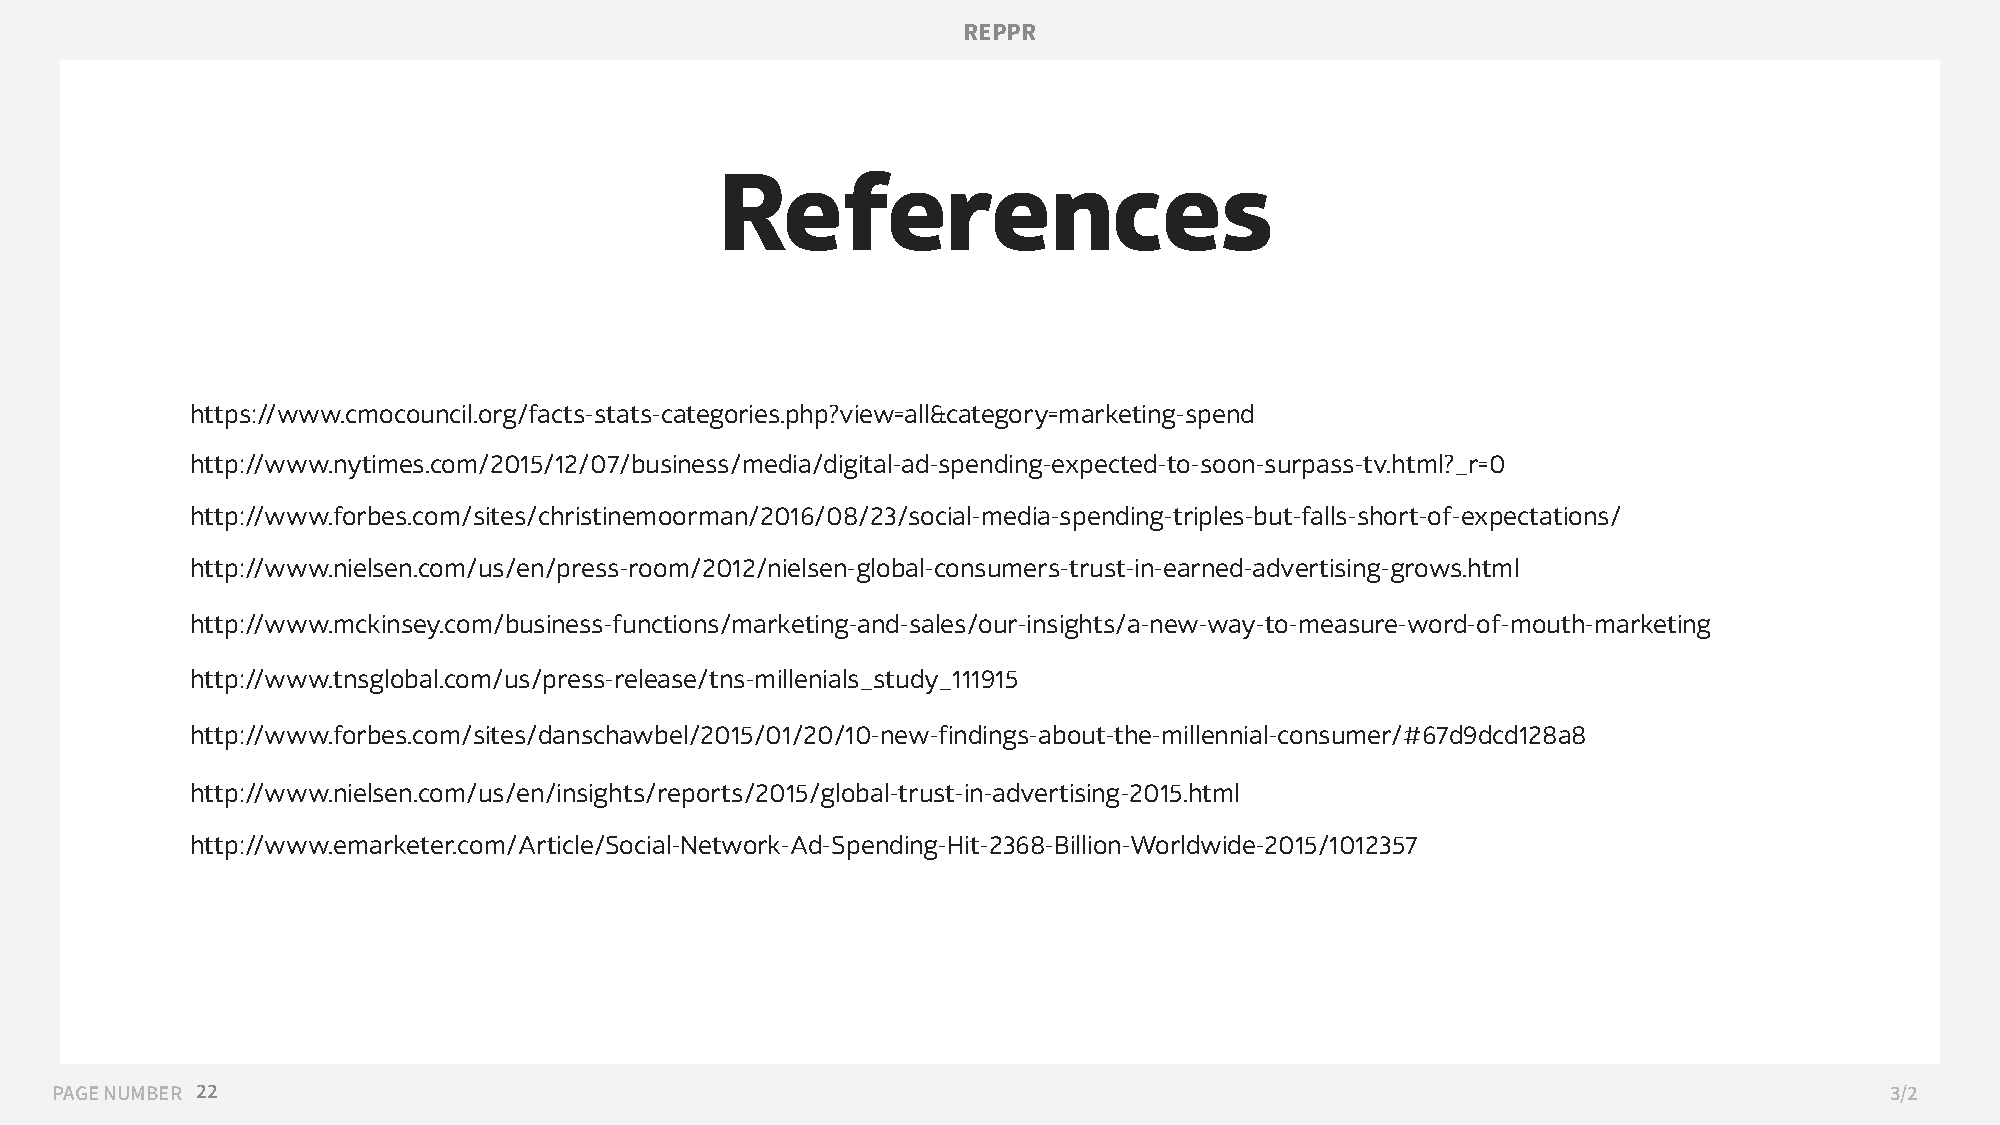 REPPR
References
https://www.cmocouncil.org/facts-stats-categories.php?view=all&category=marketing-spend
http://www.nytimes.com/2015/12/07/business/media/digital-ad-spending-expected-to-soon-surpass-tv.html?_r=0
http://www.forbes.com/sites/christinemoorman/2016/08/23/social-media-spending-triples-but-falls-short-of-expectations/
http://www.nielsen.com/us/en/press-room/2012/nielsen-global-consumers-trust-in-earned-advertising-grows.html
http://www.mckinsey.com/business-functions/marketing-and-sales/our-insights/a-new-way-to-measure-word-of-mouth-marketing
http://www.tnsglobal.com/us/press-release/tns-millenials_study_111915
http://www.forbes.com/sites/danschawbel/2015/01/20/10-new-findings-about-the-millennial-consumer/#67d9dcd128a8
http://www.nielsen.com/us/en/insights/reports/2015/global-trust-in-advertising-2015.html
http://www.emarketer.com/Article/Social-Network-Ad-Spending-Hit-2368-Billion-Worldwide-2015/1012357
PAGE NUMBER 22
3/2